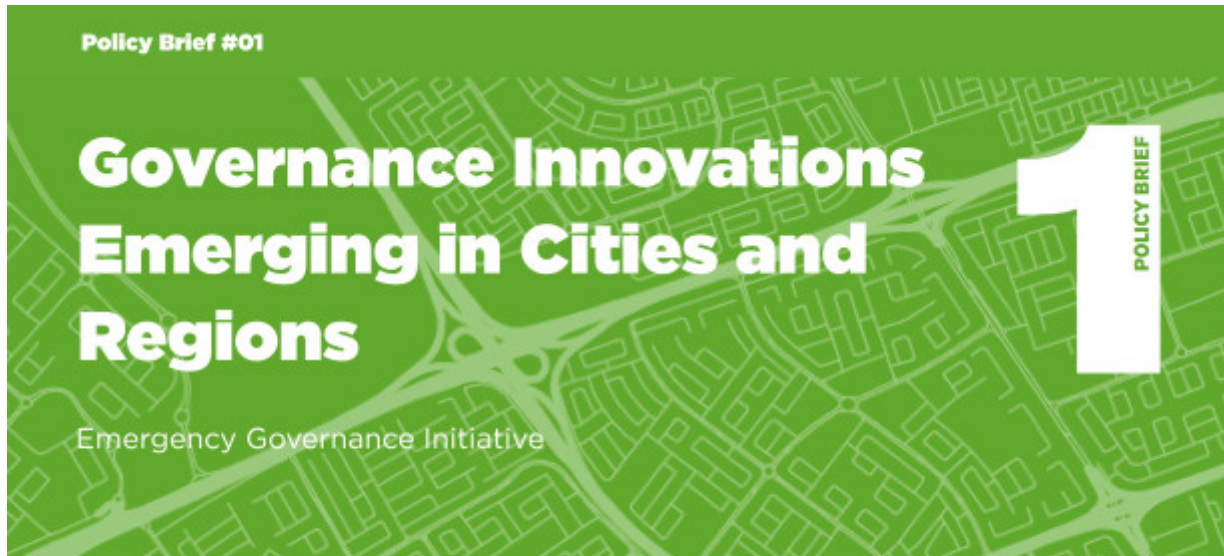 Policy Brief #01
Governance Innovations
Emerging in Cities and
Regions
Emergency Governance Initiative
1
POLICY BRIEF